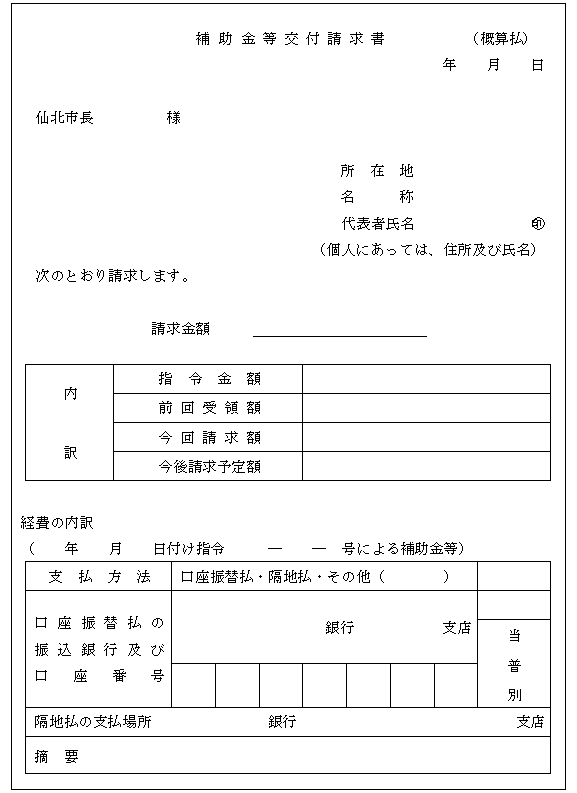 補助金等交付請求書 （概算払）
年 月 日
仙北市長 様
所在地
名称
代表者氏名 ㊞
（個人にあっては、住所及び氏名）
次のとおり請求します。
請求金額
内訳
指令金額
前回受領額
今回請求額
今後請求予定額
経費の内訳
（ 年 月 日付け指令 ― ― 号による補助金等）
支払方法 口座振替払・隔地払・その他（ ）
口座振替払の
振込銀行及び
口座番号
銀行 支店
当
普
別
隔地払の支払場所 銀行 支店
摘要